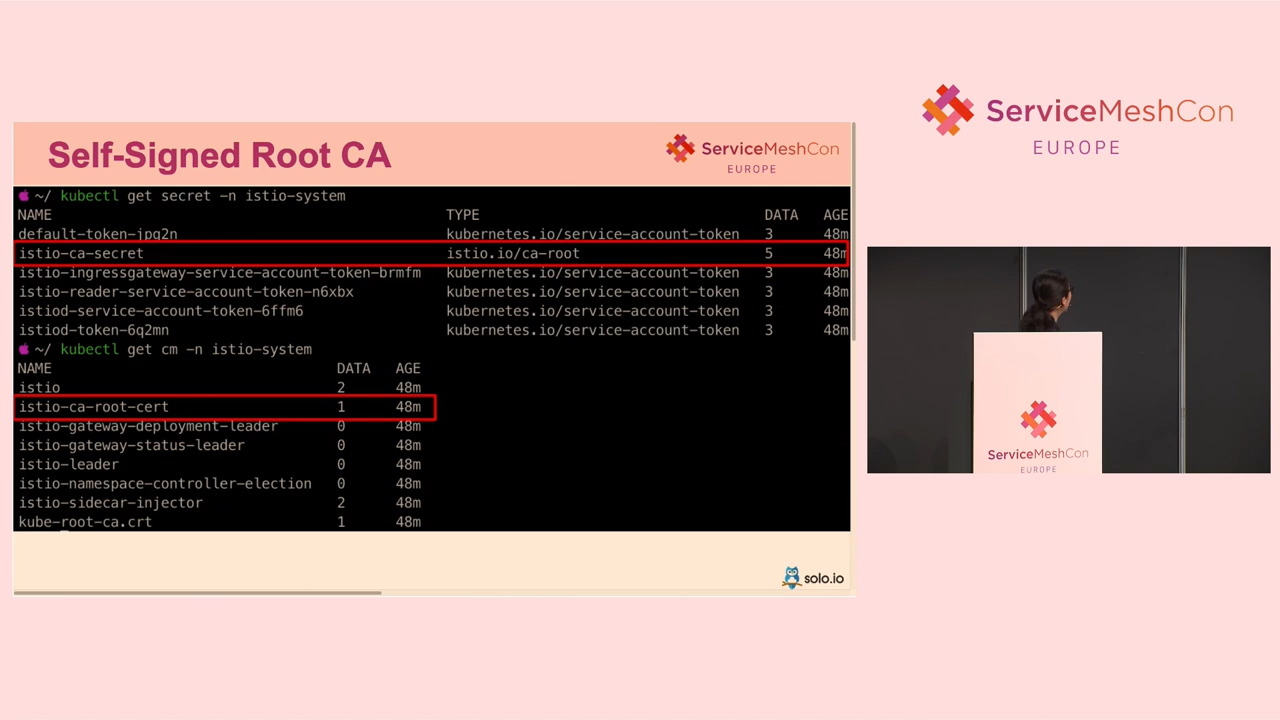 Self-Signed Root CA
ServiceMeshCon
EUROPE
~/ kubectl get secret -n istio-system
NAME TYPE DATA AGE
default-token-jpq2n kubernetes.io/service-account-token 3 48m
istio-ca-secret istio.io/ca-root 5 48m
istio-ingressgateway-service-account-token-brmfm kubernetes.io/service-account-token 3 48m
istio-reader-service-account-token-n6xbx kubernetes.io/service-account-token 3 48m
istiod-service-account-token-6ffm6 kubernetes.io/service-account-token 3 48m
istiod-token-6q2mn kubernetes.io/service-account-token 3 48m
~/ kubectl get cm -n istio-system
NAME DATA AGE
istio 2 48m
istio-ca-root-cert 1 48m
istio-gateway-deployment-leader 0 48m
istio-gateway-status-leader 0 48m
istio-leader 0 48m
istio-namespace-controller-election 0 48m
istio-sidecar-injector 2 48m
kube-root-ca.crt 1 48m
solo.io
ServiceMeshCon
EUROPE
ServiceMeshCon
EUROPE